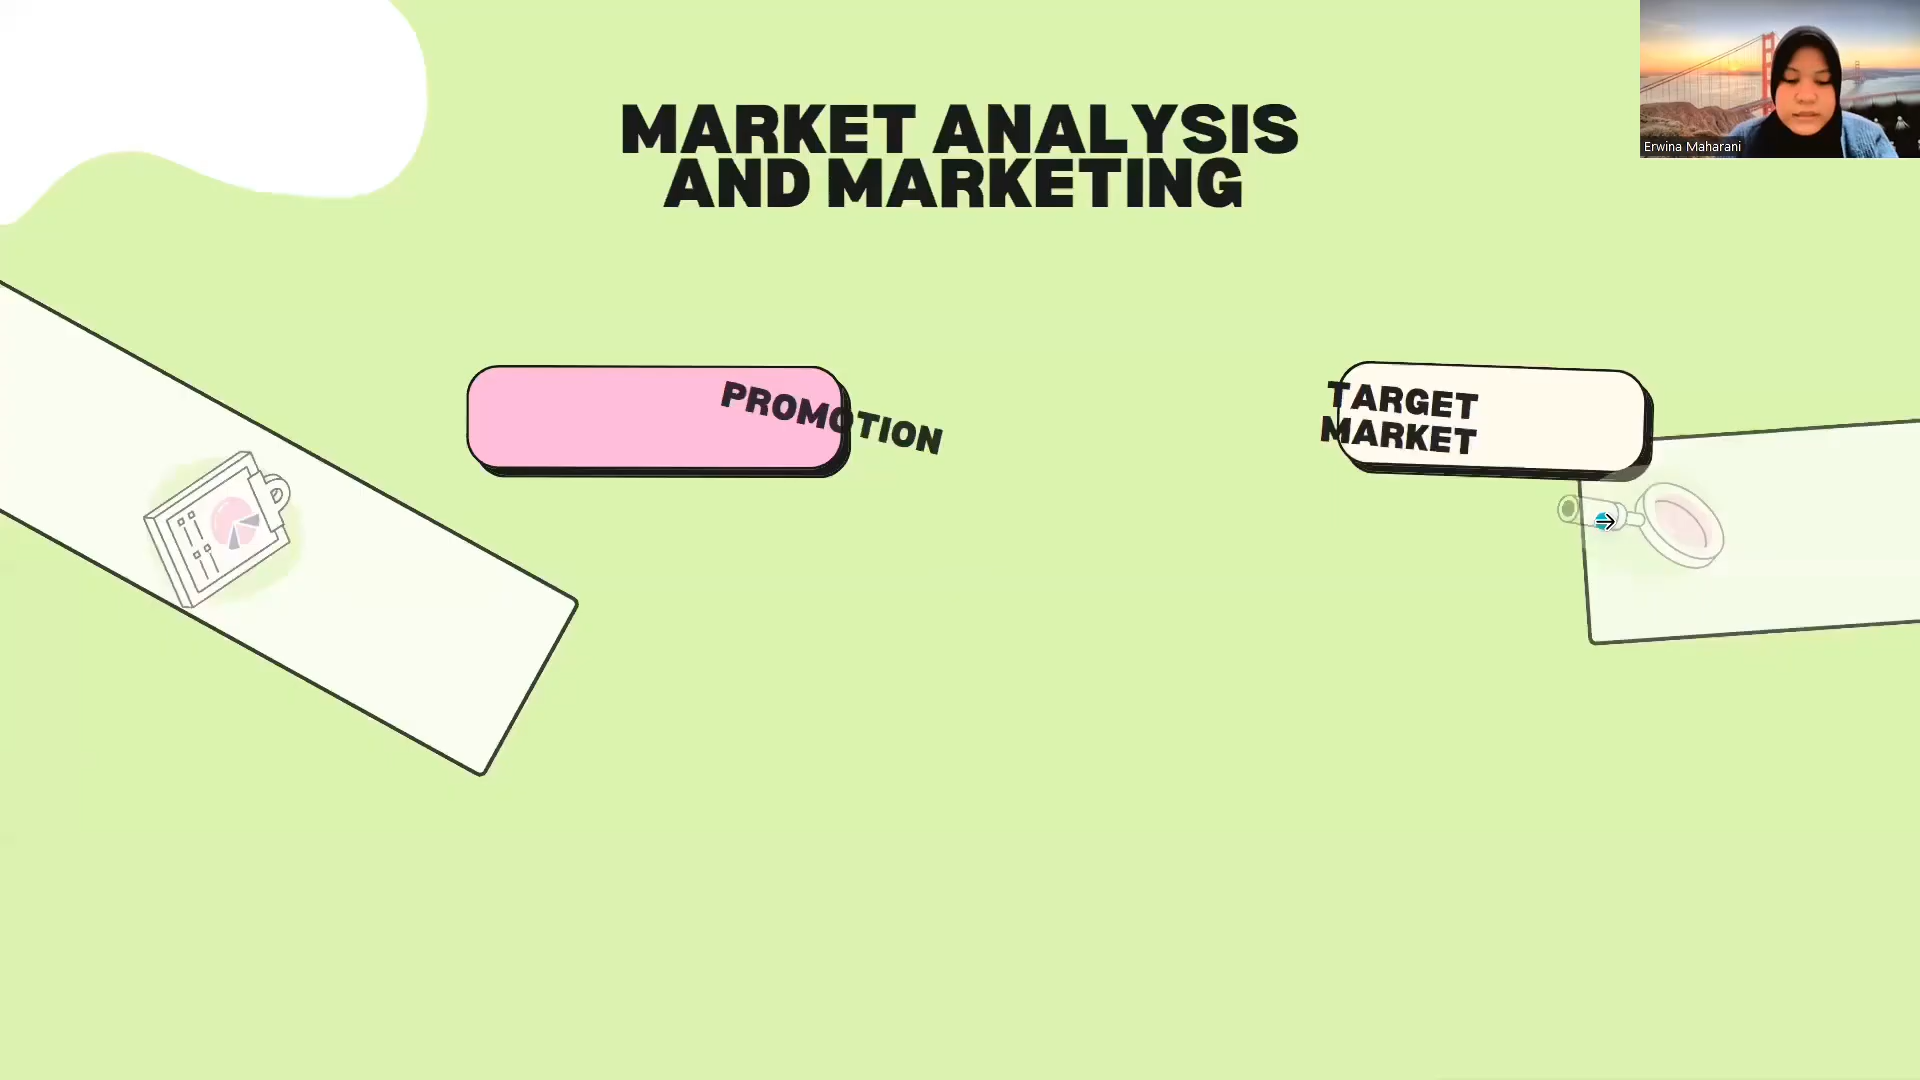 MARKET ANALYSIS
AND MARKETING
Erwina Maharani
PROMOTION
TARGET
MARKET